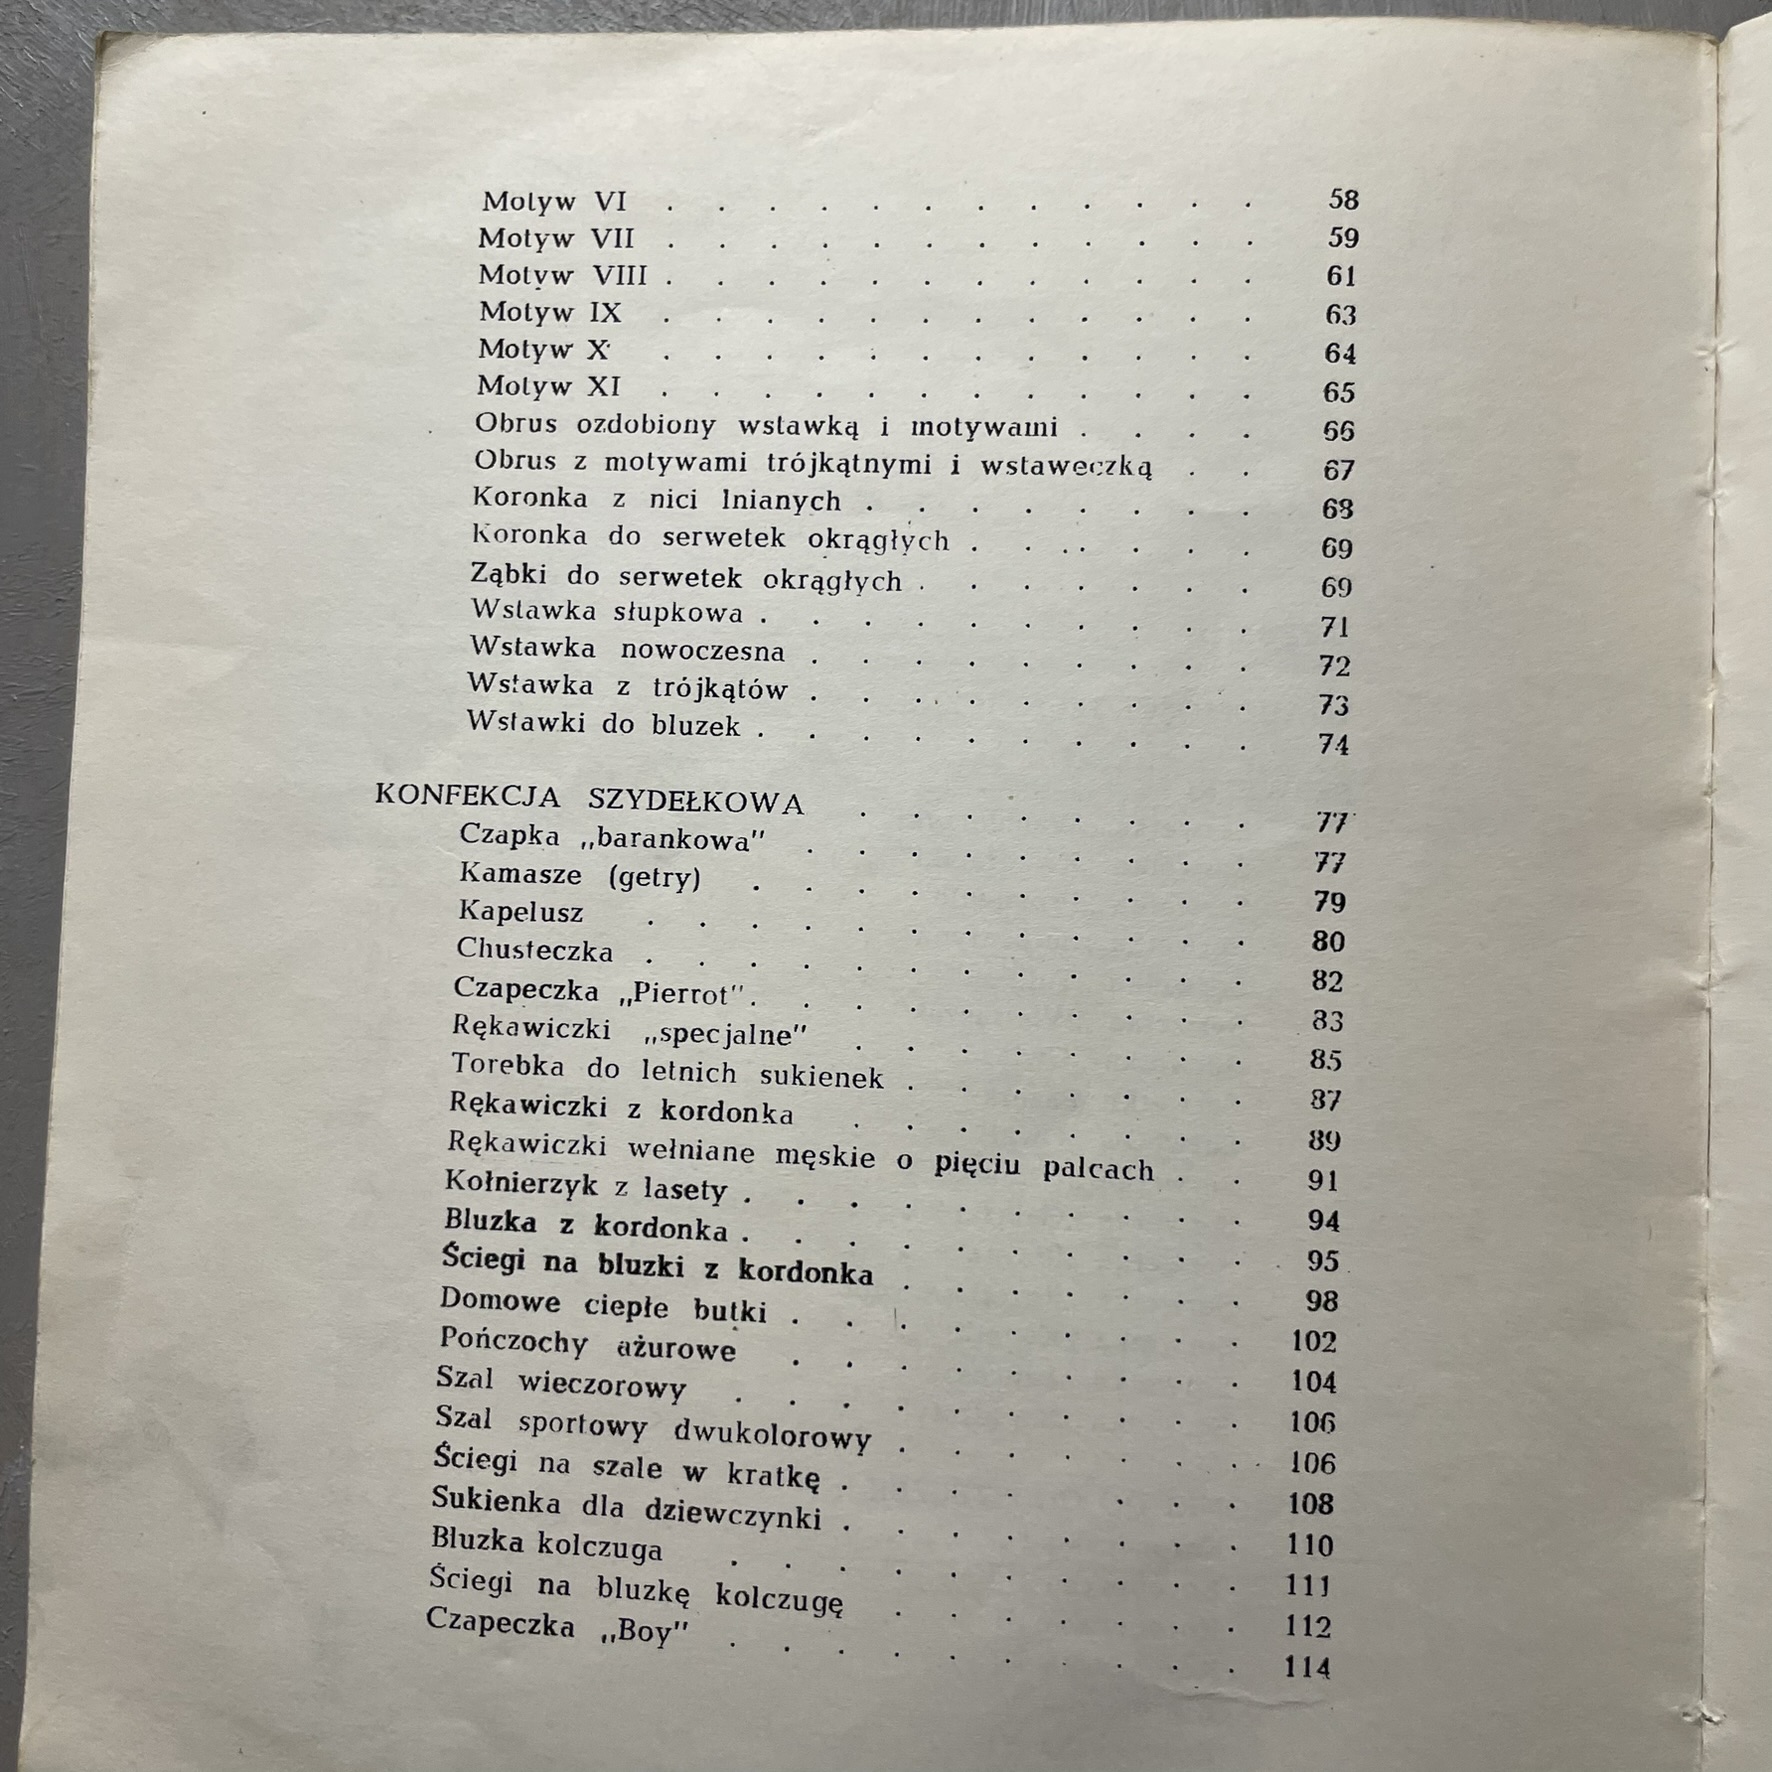 Motyw VI . . . . . . . . . . . . 58
Motyw VII . . . . . . . . . . . . 59
Motyw VIII . . . . . . . . . . . . 61
Motyw IX . . . . . . . . . . . . 63
Motyw X . . . . . . . . . . . . 64
Motyw XI . . . . . . . . . . . . 65
Obrus ozdobiony wstawką i motywami . . . . 66
Obrus z motywami trójkątnymi i wstaweczką . . 67
Koronka z nici lnianych . . . . . . . . 68
Koronka do serwetek okrągłych . . . . . . . 69
Ząbki do serwetek okrągłych . . . . . . . 69
Wstawka słupkowa . . . . . . . . . . 71
Wstawka nowoczesna . . . . . . . . . 72
Wstawka z trójkątów . . . . . . . . . 73
Wstawki do bluzek . . . . . . . . . . 74
KONFEKCJA SZYDEŁKOWA . . . . . . . . 77
Czapka „barankowa" . . . . . . . . . 77
Kamasze (getry) . . . . . . . . . . 79
Kapelusz . . . . . . . . . . . . 80
Chusteczka . . . . . . . . . . . . 82
Czapeczka „Pierrot" . . . . . . . . . . 83
Rękawiczki „specjalne" . . . . . . . . 85
Torebka do letnich sukienek . . . . . . . 87
Rękawiczki z kordonka . . . . . . . . 89
Rękawiczki wełniane męskie o pięciu palcach . . 91
Kołnierzyk z lasety . . . . . . . . . . 94
Bluzka z kordonka . . . . . . . . . . 95
Ściegi na bluzki z kordonka . . . . . . . 98
Domowe ciepłe butki . . . . . . . . . 102
Pończochy ażurowe . . . . . . . . . 104
Szal wieczorowy . . . . . . . . . . 106
Szal sportowy dwukolorowy . . . . . . . 106
Ściegi na szale w kratkę . . . . . . . 108
Sukienka dla dziewczynki . . . . . . . . 110
Bluzka kolczuga . . . . . . . . . . 111
Ściegi na bluzkę kolczugę . . . . . . . 112
Czapeczka „Boy" . . . . . . . . . . 114